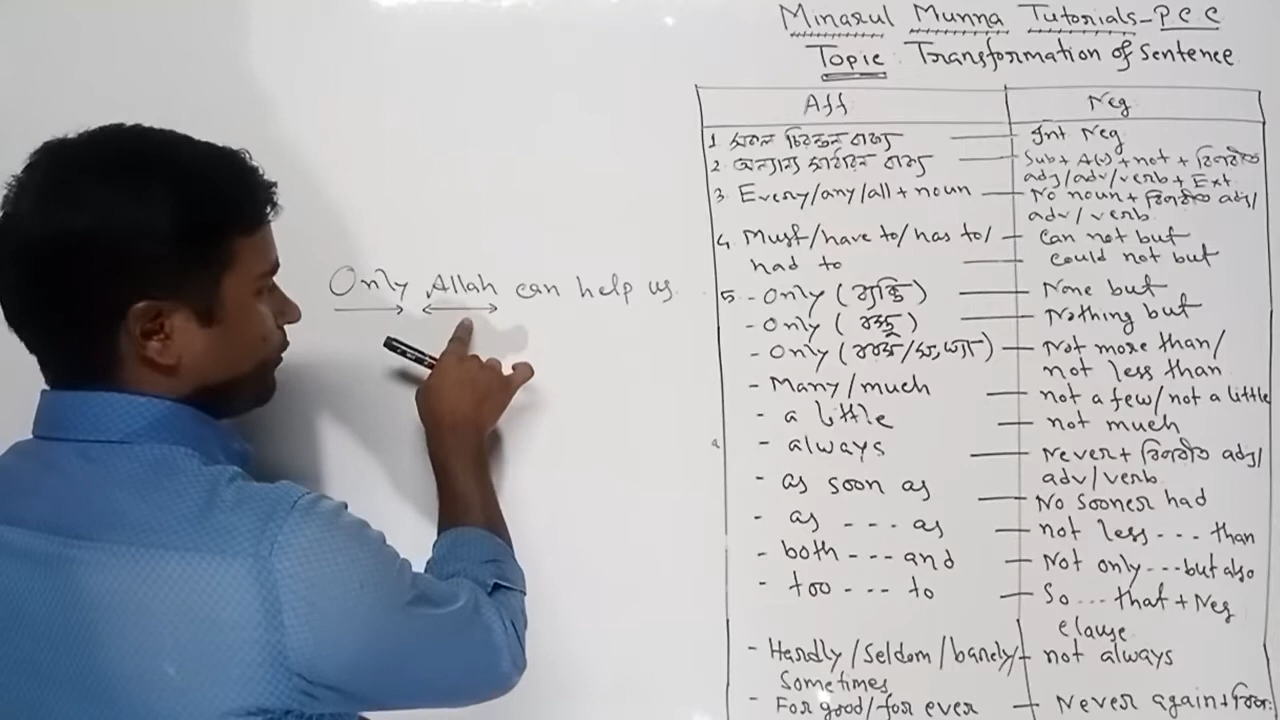 Minarul Munna Tutorials-PCC
Topic: Transformation of Sentence
Aff Neg
1. সকল চিরন্তন বাক্য — Int Neg
2. অন্যান্য সাধারন বাক্য — Sub + A(v) + not + বিপরীত adj/adv/verb + Ext.
3. Every/any/all + noun — No noun + বিপরীত adj/adv/verb
4. Must/have to/has to/ — can not but
had to — could not but
5. - Only (ব্যক্তি) — None but
- Only (বস্তু) — Nothing but
- Only (বয়স/সংখ্যা) — Not more than/not less than
- Many/much — not a few/not a little
- a little — not much
- always — Never + বিপরীত adj/adv/verb
- as soon as — No sooner had
- as --- as — not less --- than
- both --- and — Not only --- but also
- too --- to — So --- that + Neg clause
- Hardly/seldom/barely/ — not always
Sometimes
- For good/for ever — Never again +
Only Allah can help us